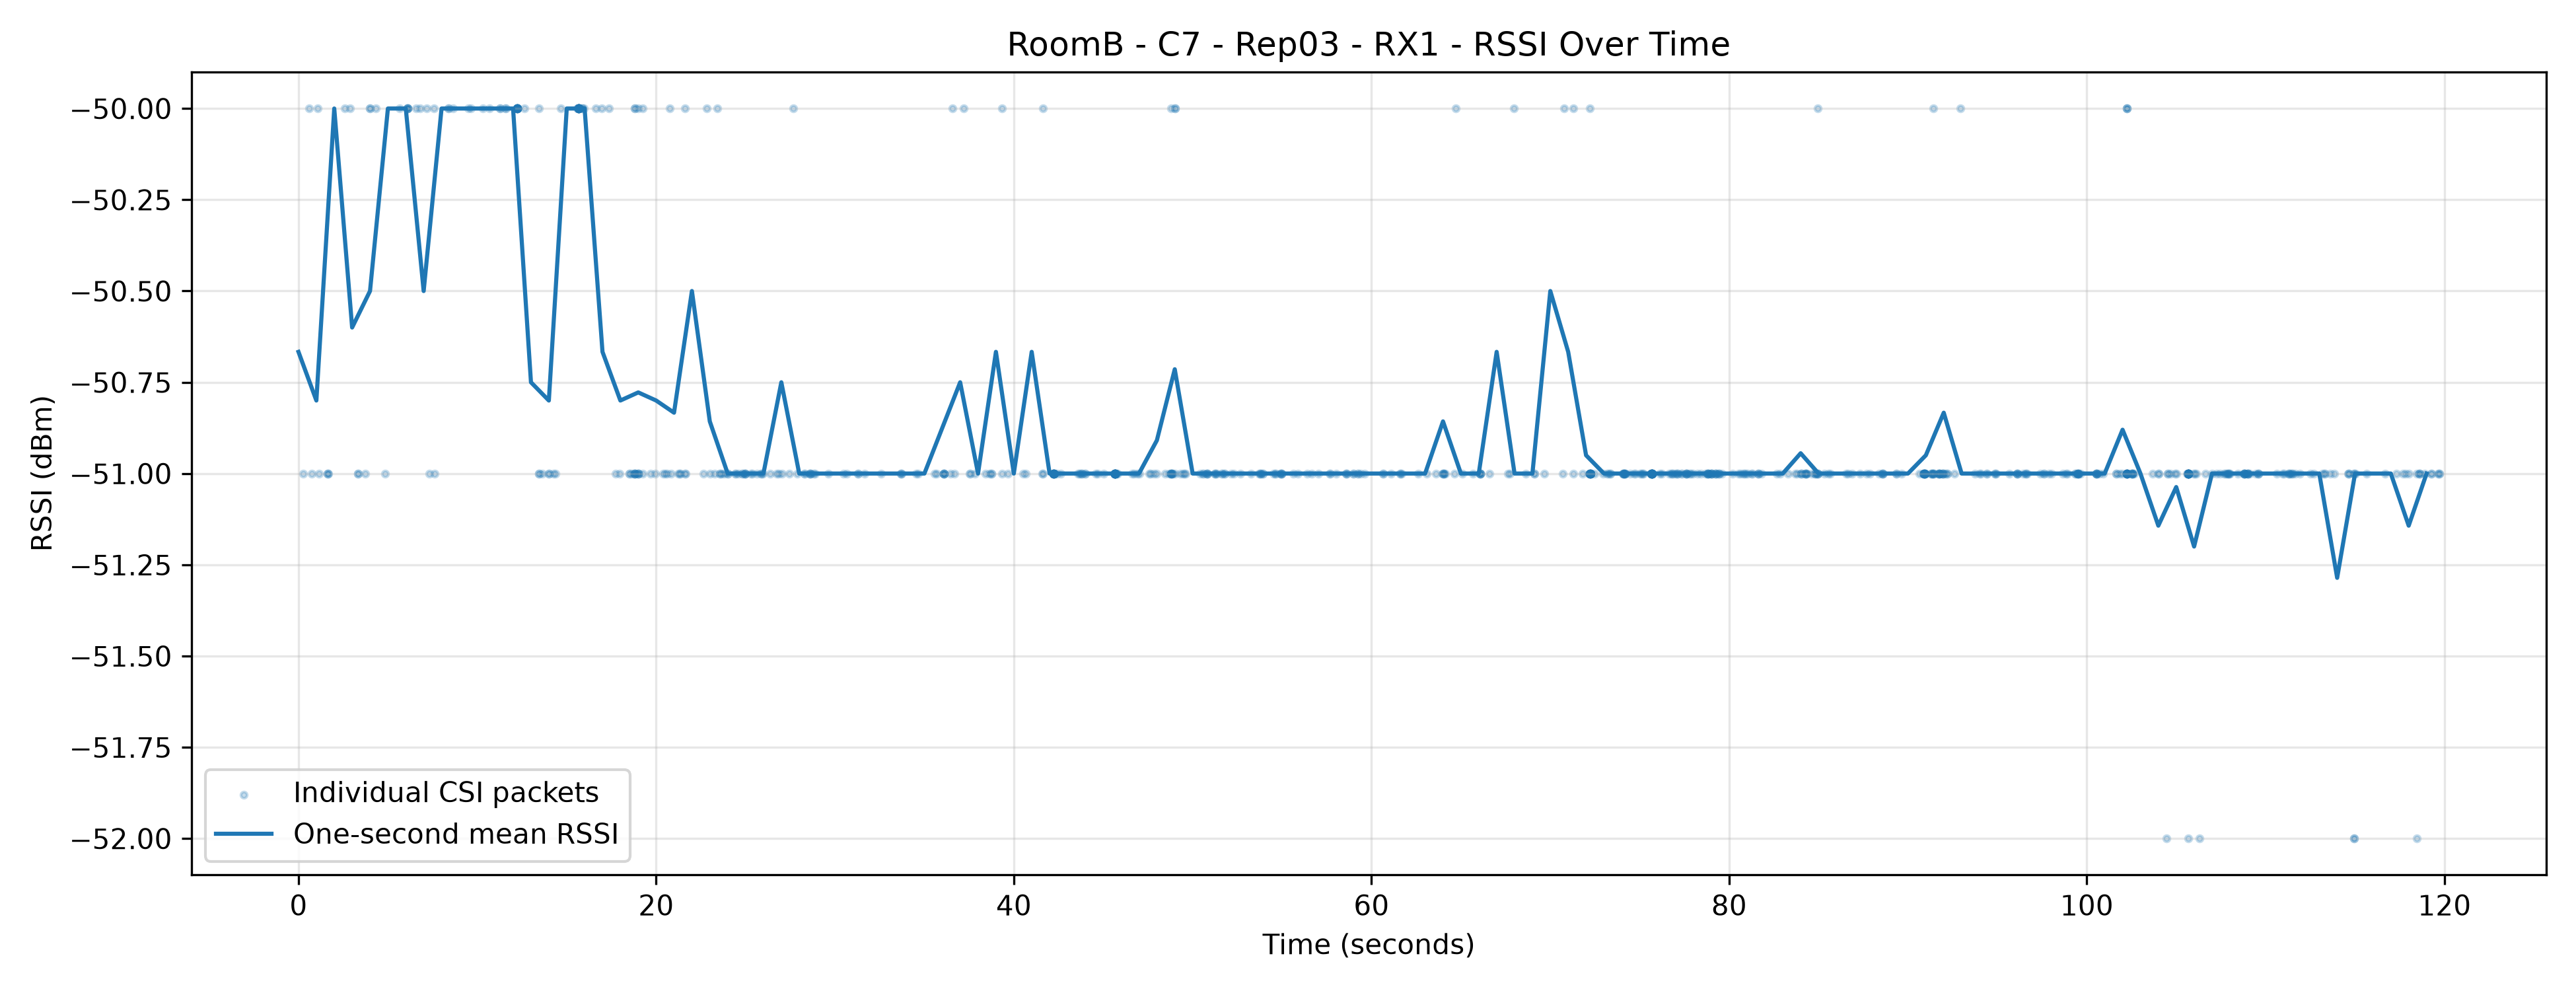 RoomB - C7 - Rep03 - RX1 - RSSI Over Time
RSSI (dBm)
−50.00
−50.25
−50.50
−50.75
−51.00
−51.25
−51.50
−51.75
−52.00
Individual CSI packets
One-second mean RSSI
0 20 40 60 80 100 120
Time (seconds)